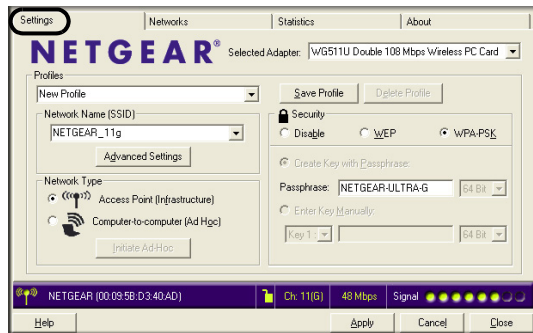 Settings Networks Statistics About
NETGEAR® Selected Adapter: WG511U Double 108 Mbps Wireless PC Card
Profiles
New Profile Save Profile Delete Profile
Network Name (SSID) Security
NETGEAR_11g Disable WEP WPA-PSK
Advanced Settings Create Key with Passphrase:
Network Type Passphrase: NETGEAR-ULTRA-G 64 Bit
Access Point (Infrastructure) Enter Key Manually:
Computer-to-computer (Ad Hoc) Key 1 : 64 Bit
Initiate Ad-Hoc
NETGEAR (00:09:5B:D3:40:AD) Ch: 11(G) 48 Mbps Signal
Help Apply Cancel Close